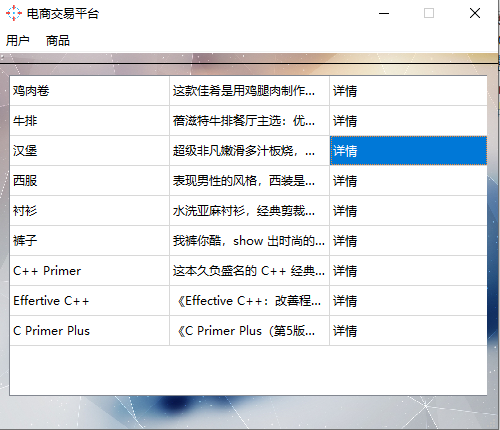 电商交易平台
用户 商品
鸡肉卷 这款佳肴是用鸡腿肉制作... 详情
牛排 蓓滋特牛排餐厅主选：优... 详情
汉堡 超级非凡嫩滑多汁板烧，... 详情
西服 表现男性的风格，西装是... 详情
衬衫 水洗亚麻衬衫，经典剪裁... 详情
裤子 我裤你酷，show 出时尚的... 详情
C++ Primer 这本久负盛名的 C++ 经典... 详情
Effertive C++ 《Effective C++：改善程... 详情
C Primer Plus 《C Primer Plus（第5版... 详情